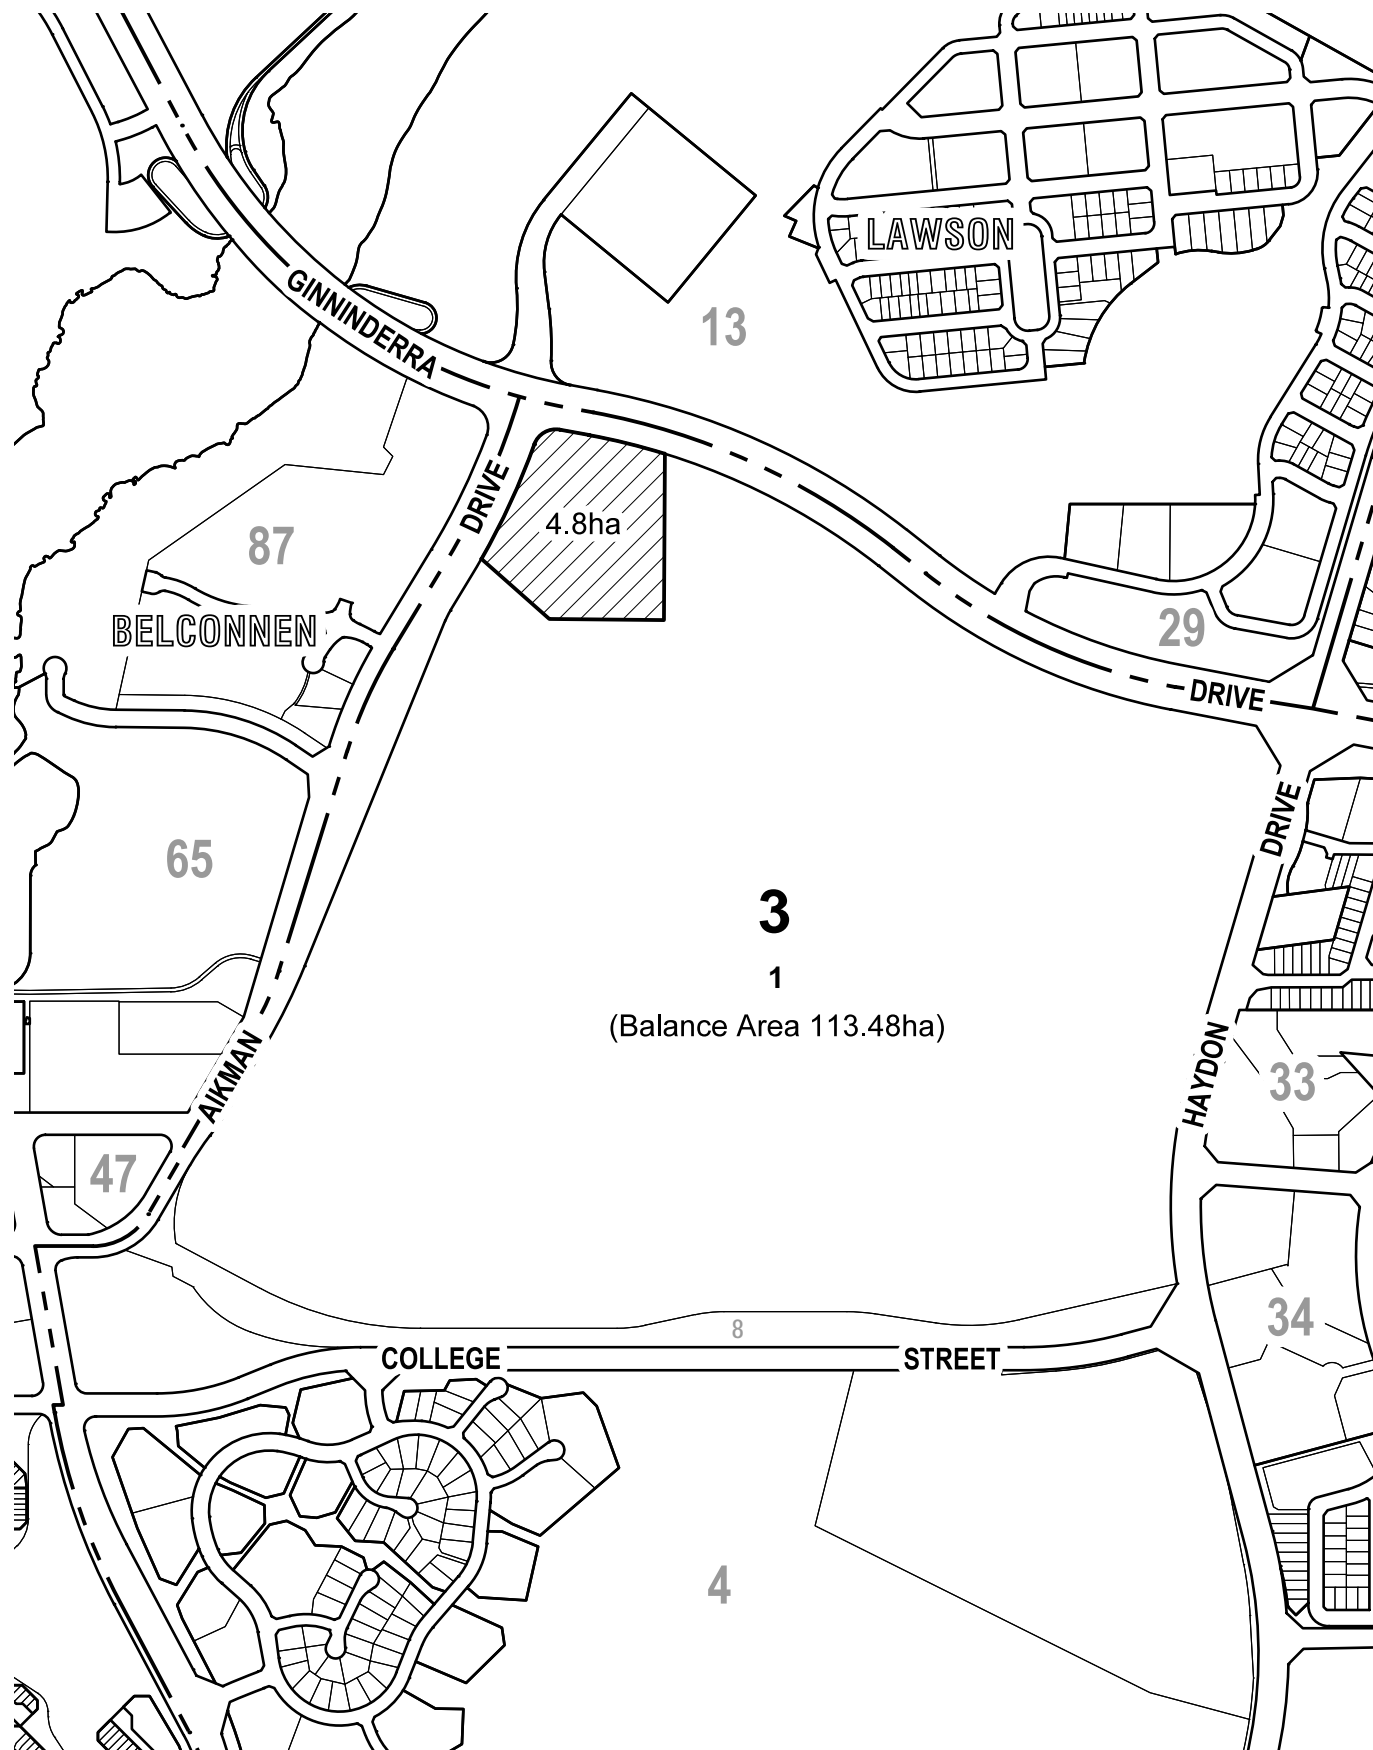 LAWSON
GINNINDERRA
13
DRIVE
4.8ha
87
BELCONNEN
29
DRIVE
DRIVE
65
3
1
(Balance Area 113.48ha)
AIKMAN
HAYDON
33
47
34
8
COLLEGE STREET
4